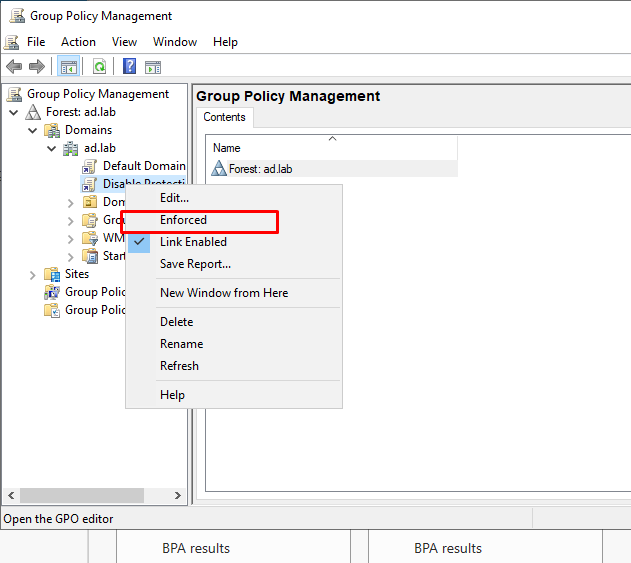 Group Policy Management
File Action View Window Help
Group Policy Management
Forest: ad.lab
Domains
ad.lab
Default Domain
Disable Protecti
Dom
Grou
WM
Start
Sites
Group Polic
Group Polic
Group Policy Management
Contents
Name
Forest: ad.lab
Edit...
Enforced
Link Enabled
Save Report...
New Window from Here
Delete
Rename
Refresh
Help
Open the GPO editor
BPA results
BPA results